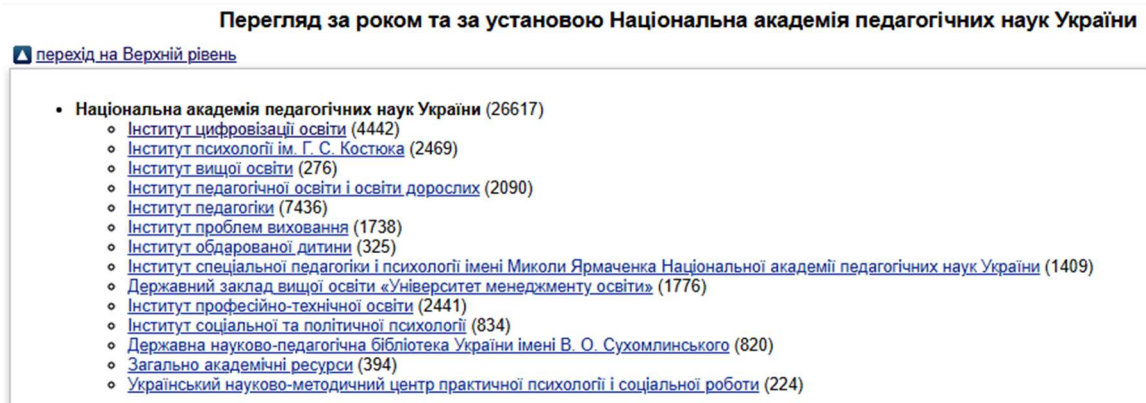 Перегляд за роком та за установою Національна академія педагогічних наук України
перехід на Верхній рівень
Національна академія педагогічних наук України (26617)
Інститут цифровізації освіти (4442)
Інститут психології ім. Г. С. Костюка (2469)
Інститут вищої освіти (276)
Інститут педагогічної освіти і освіти дорослих (2090)
Інститут педагогіки (7436)
Інститут проблем виховання (1738)
Інститут обдарованої дитини (325)
Інститут спеціальної педагогіки і психології імені Миколи Ярмаченка Національної академії педагогічних наук України (1409)
Державний заклад вищої освіти «Університет менеджменту освіти» (1776)
Інститут професійно-технічної освіти (2441)
Інститут соціальної та політичної психології (834)
Державна науково-педагогічна бібліотека України імені В. О. Сухомлинського (820)
Загально академічні ресурси (394)
Український науково-методичний центр практичної психології і соціальної роботи (224)